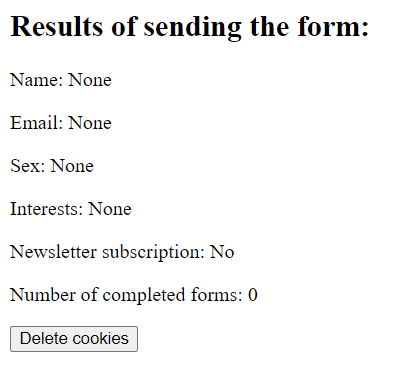 Results of sending the form:
Name: None
Email: None
Sex: None
Interests: None
Newsletter subscription: No
Number of completed forms: 0
Delete cookies